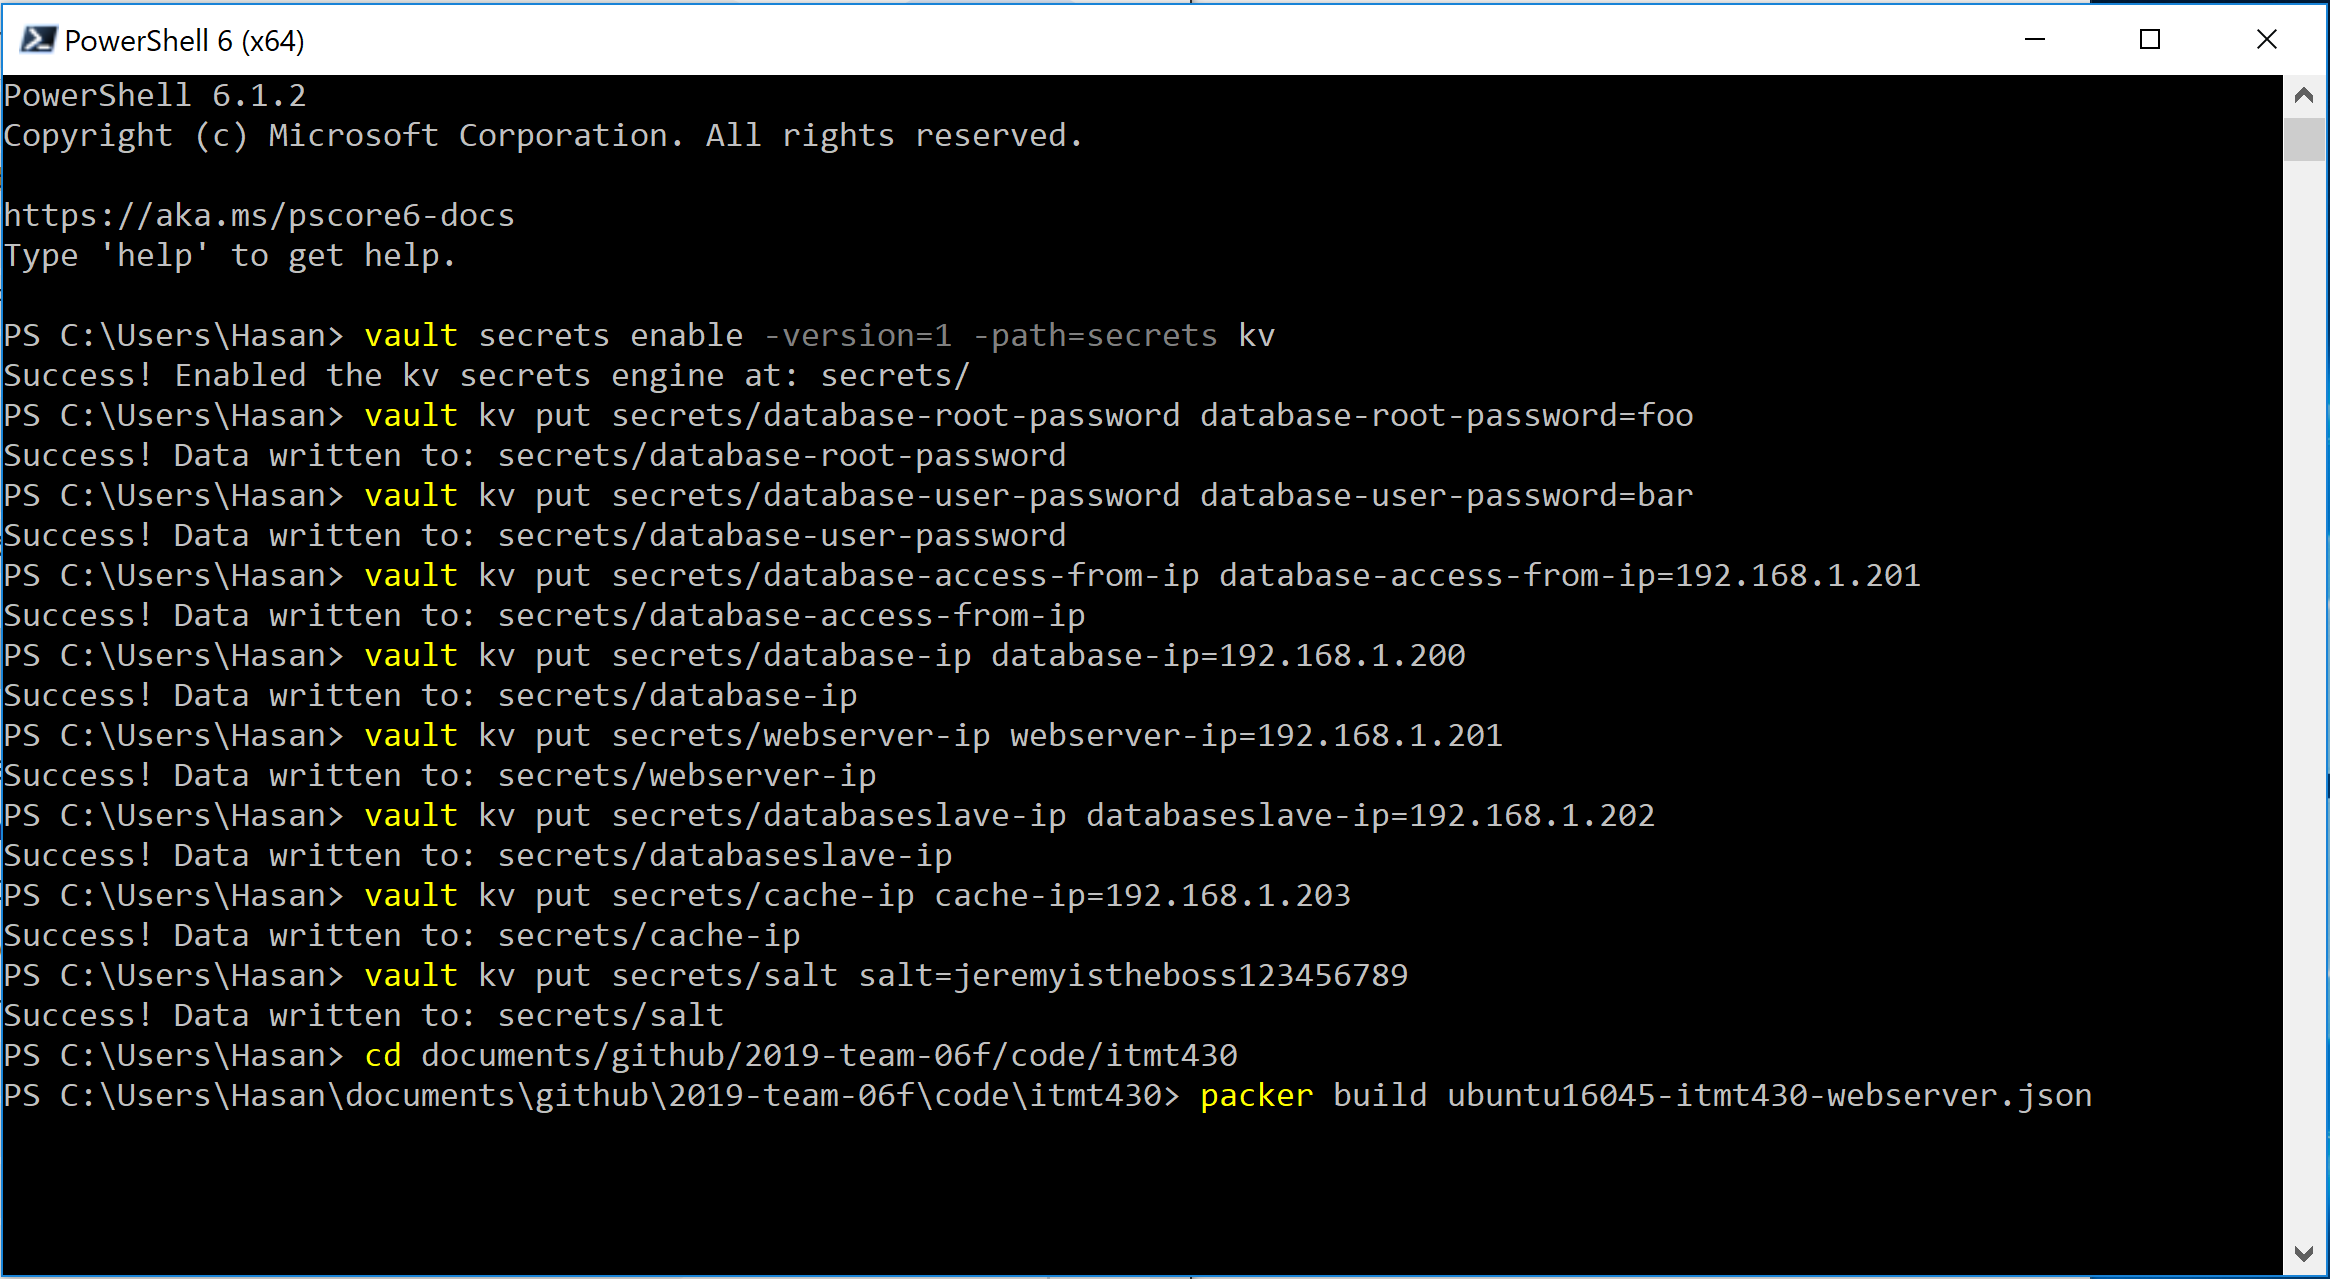 PowerShell 6 (x64)
PowerShell 6.1.2
Copyright (c) Microsoft Corporation. All rights reserved.
https://aka.ms/pscore6-docs
Type 'help' to get help.
PS C:\Users\Hasan> vault secrets enable -version=1 -path=secrets kv
Success! Enabled the kv secrets engine at: secrets/
PS C:\Users\Hasan> vault kv put secrets/database-root-password database-root-password=foo
Success! Data written to: secrets/database-root-password
PS C:\Users\Hasan> vault kv put secrets/database-user-password database-user-password=bar
Success! Data written to: secrets/database-user-password
PS C:\Users\Hasan> vault kv put secrets/database-access-from-ip database-access-from-ip=192.168.1.201
Success! Data written to: secrets/database-access-from-ip
PS C:\Users\Hasan> vault kv put secrets/database-ip database-ip=192.168.1.200
Success! Data written to: secrets/database-ip
PS C:\Users\Hasan> vault kv put secrets/webserver-ip webserver-ip=192.168.1.201
Success! Data written to: secrets/webserver-ip
PS C:\Users\Hasan> vault kv put secrets/databaseslave-ip databaseslave-ip=192.168.1.202
Success! Data written to: secrets/databaseslave-ip
PS C:\Users\Hasan> vault kv put secrets/cache-ip cache-ip=192.168.1.203
Success! Data written to: secrets/cache-ip
PS C:\Users\Hasan> vault kv put secrets/salt salt=jeremyistheboss123456789
Success! Data written to: secrets/salt
PS C:\Users\Hasan> cd documents/github/2019-team-06f/code/itmt430
PS C:\Users\Hasan\documents\github\2019-team-06f\code\itmt430> packer build ubuntu16045-itmt430-webserver.json